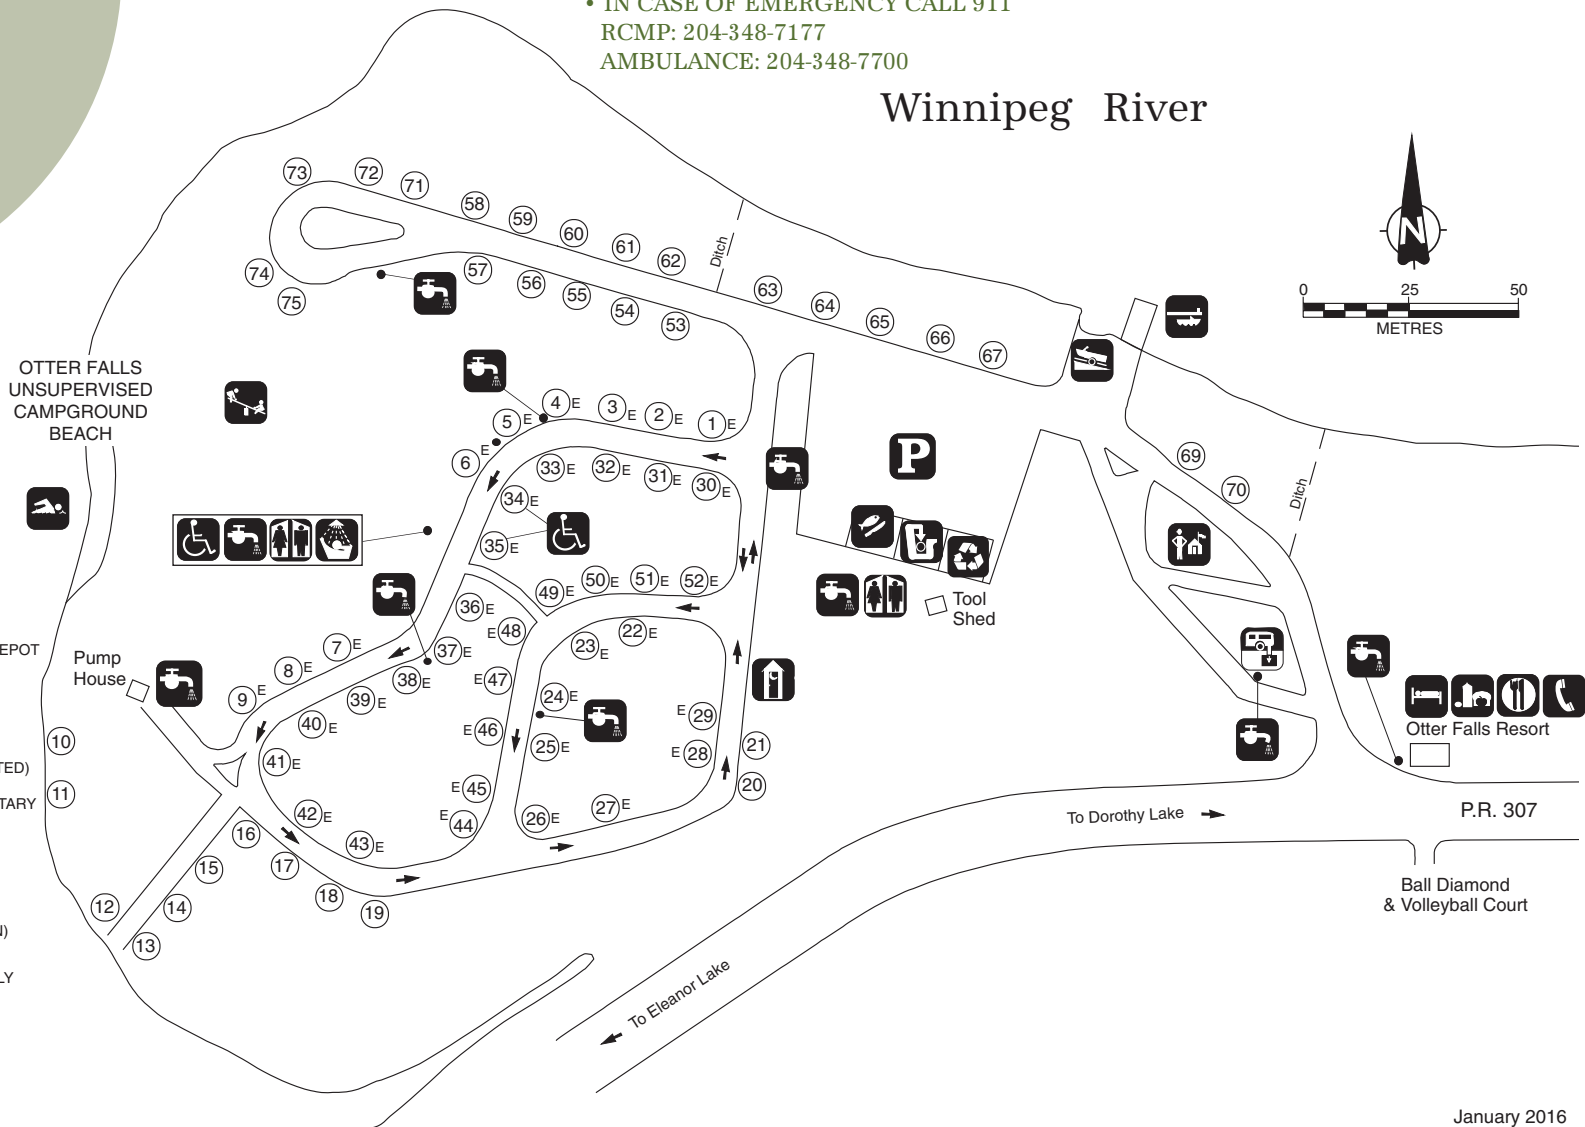 • IN CASE OF EMERGENCY CALL 911
RCMP: 204-348-7177
AMBULANCE: 204-348-7700
Winnipeg River
N
0 25 50
METRES
73 72 71 58 59 60 61 62 Ditch 63 64 65 66 67
74 75 57 56 55 54 53
OTTER FALLS
UNSUPERVISED
CAMPGROUND
BEACH
6 E 5 E 4 E 3 E 2 E 1 E
33 E 32 E 31 E 30 E
34 E
35 E
P
69
70
Ditch
36 E 49 E 50 E 51 E 52 E
E 48 23 E 22 E
Tool
Shed
EPOT
Pump
House
9 E 8 E 7 E
41 E 40 E 39 E 38 E 37 E
E 47 24 E
E 46 25 E
E 29
E 28
21
20
10
TED)
11
TARY
42 E 43 E
E 45
E 44
26 E 27 E
16
15 17
14 18
12 19
13
N)
LY
Otter Falls Resort
To Dorothy Lake
P.R. 307
Ball Diamond
& Volleyball Court
To Eleanor Lake
January 2016